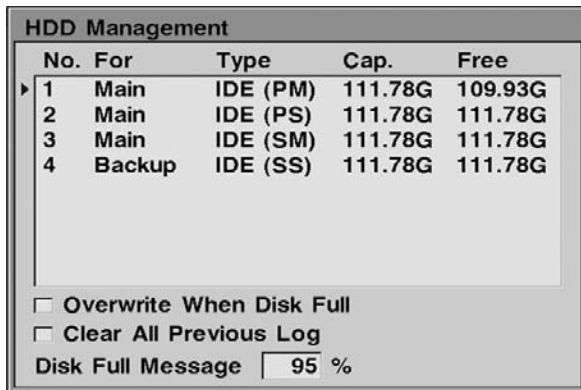 HDD Management
No. For Type Cap. Free
1 Main IDE (PM) 111.78G 109.93G
2 Main IDE (PS) 111.78G 111.78G
3 Main IDE (SM) 111.78G 111.78G
4 Backup IDE (SS) 111.78G 111.78G
Overwrite When Disk Full
Clear All Previous Log
Disk Full Message 95 %